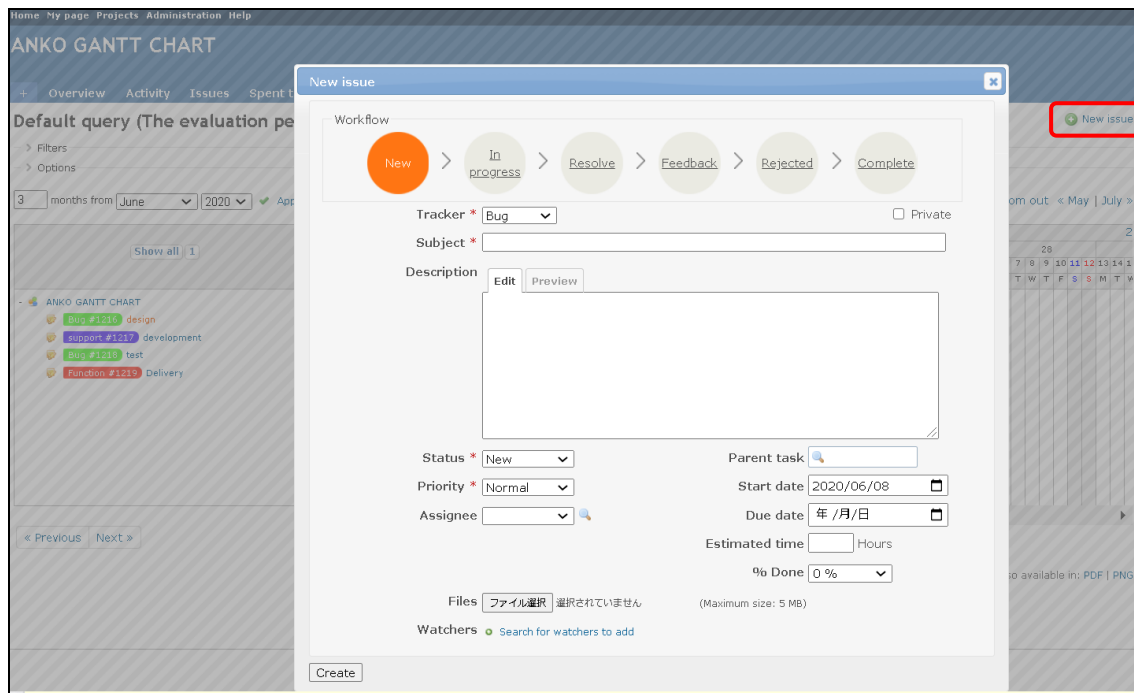 Home My page Projects Administration Help
ANKO GANTT CHART
+ Overview Activity Issues Spent t
New issue
Default query (The evaluation pe
New issue
> Filters
> Options
3 months from June 2020 App
om out « May | July »
Workflow
New > In progress > Resolve > Feedback > Rejected > Complete
Tracker * Bug
Private
Subject *
Description Edit Preview
Show all 1
2
28
7 8 9 10 11 12 13 14 1
T W T F S S M T W
- ANKO GANTT CHART
Bug #1216 design
support #1217 development
Bug #1218 test
Function #1219 Delivery
Status * New
Parent task
Priority * Normal
Start date 2020/06/08
Assignee
Due date 年 /月/日
« Previous Next »
Estimated time Hours
% Done 0 %
so available in: PDF | PNG
Files ファイル選択 選択されていません (Maximum size: 5 MB)
Watchers Search for watchers to add
Create